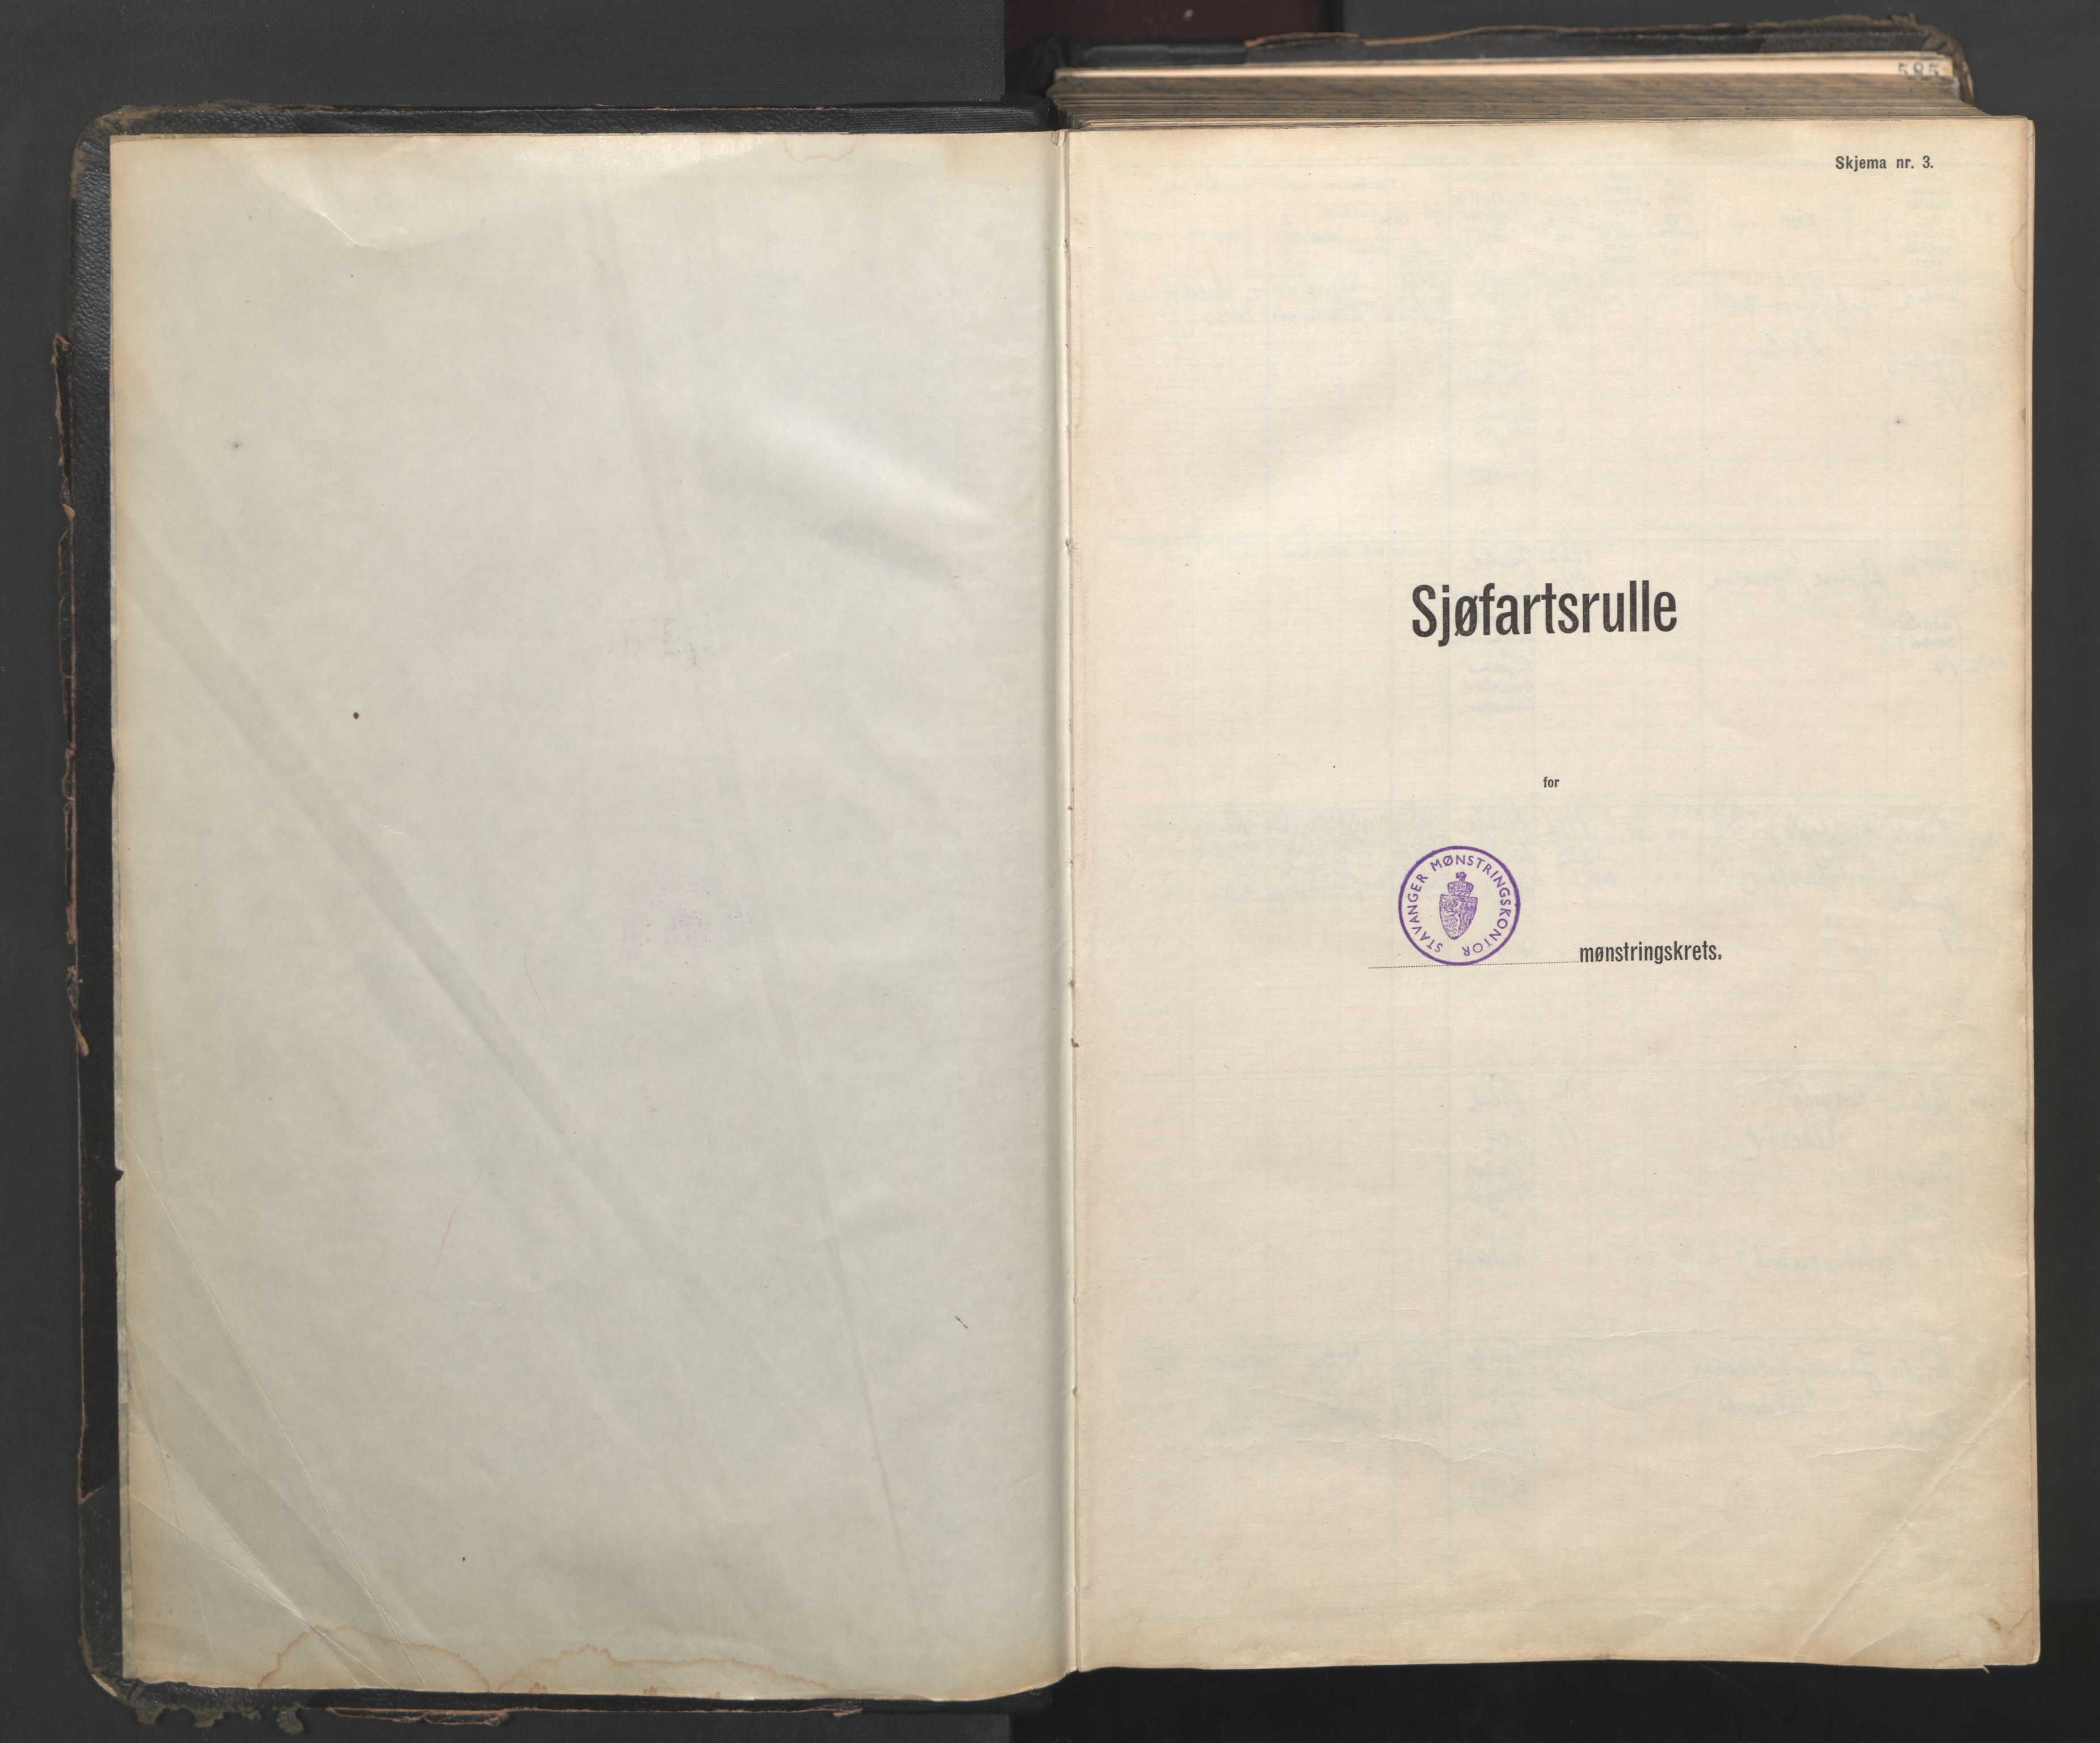 585
Skjema nr. 3.
Sjøfartsrulle
for
STAVANGER MØNSTRINGSKONTOR
mønstringskrets.